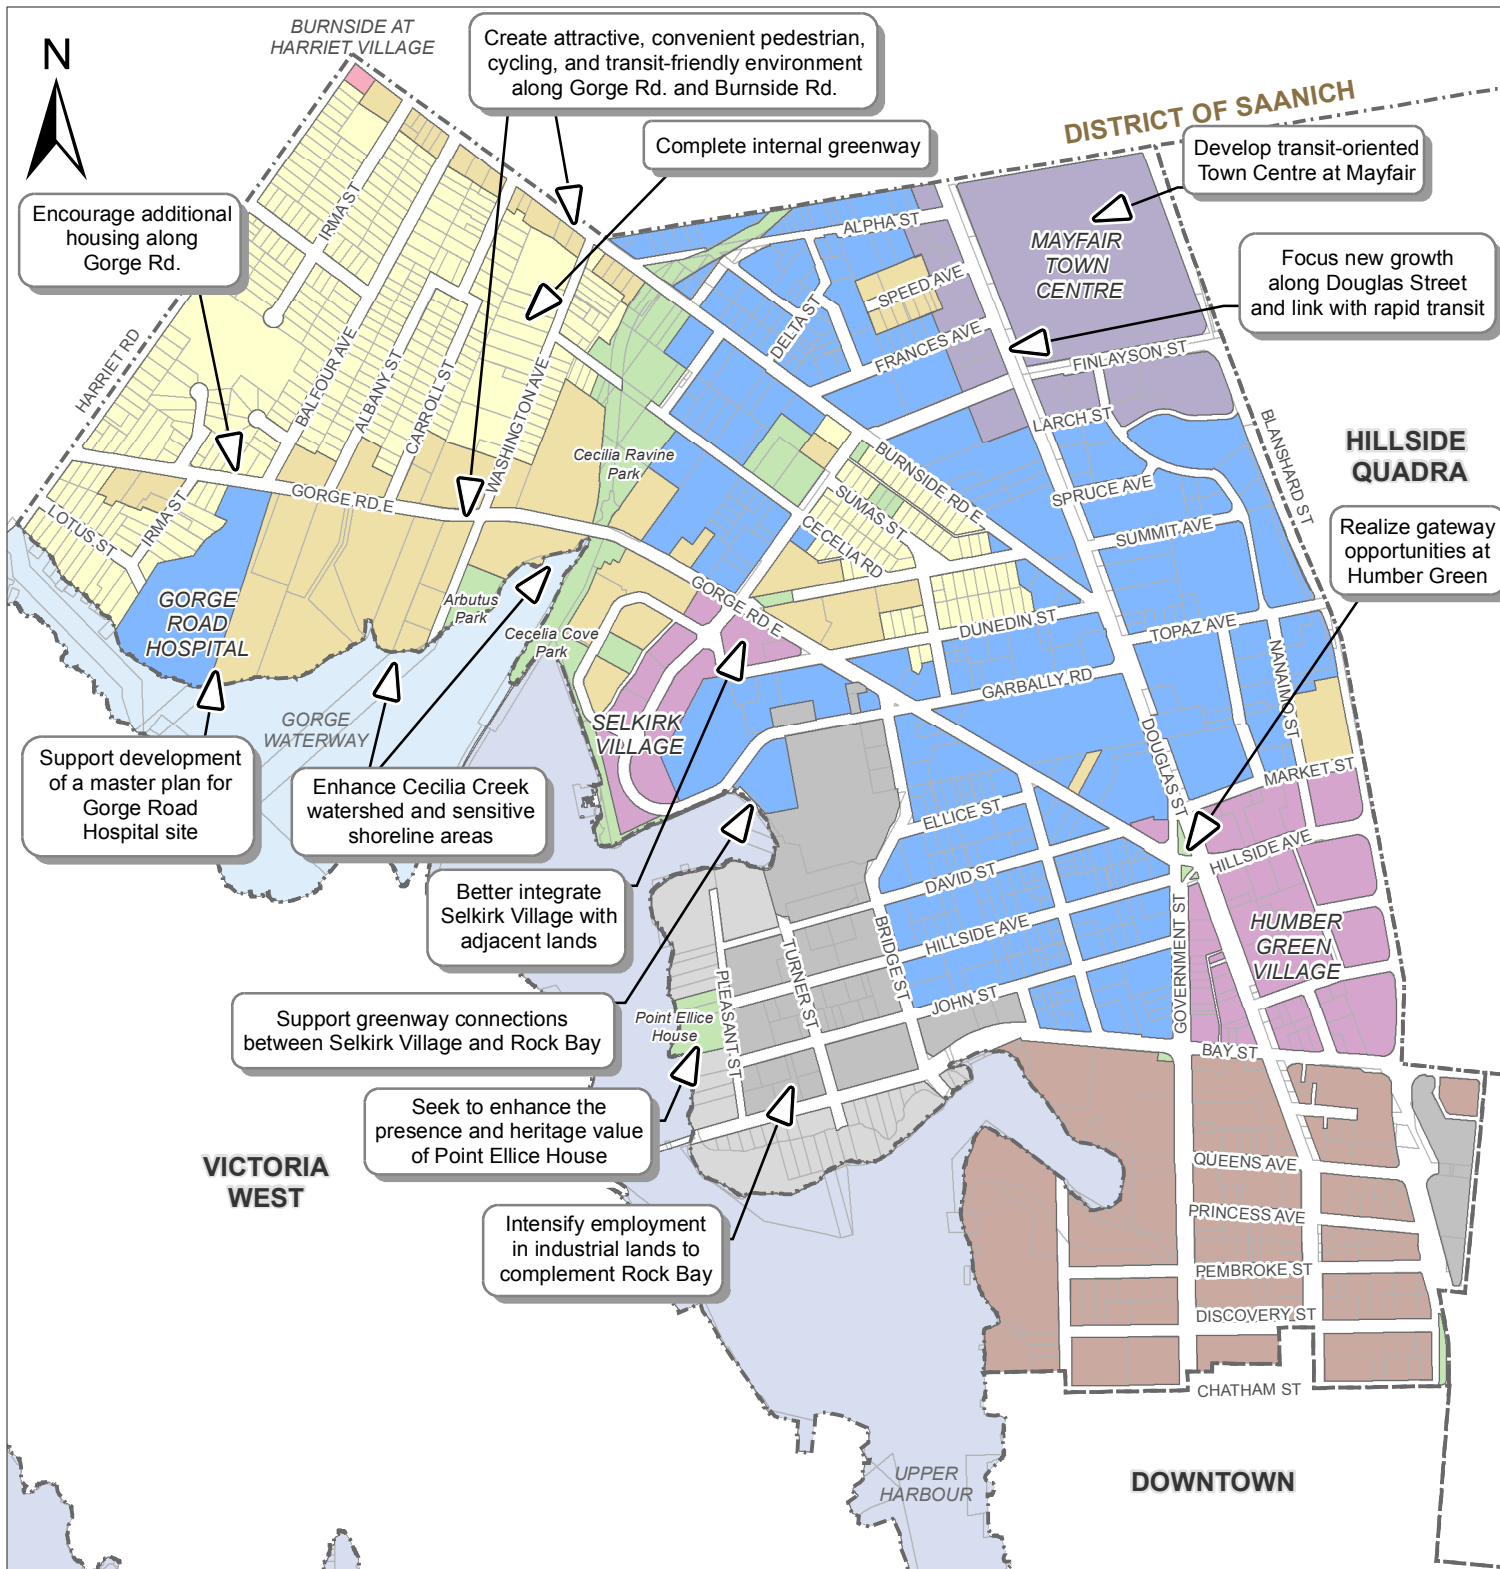 BURNSIDE AT
HARRIET VILLAGE
N
Create attractive, convenient pedestrian,
cycling, and transit-friendly environment
along Gorge Rd. and Burnside Rd.
DISTRICT OF SAANICH
Complete internal greenway
Develop transit-oriented
Town Centre at Mayfair
Encourage additional
housing along
Gorge Rd.
IRMA ST
ALPHA ST
MAYFAIR
TOWN
CENTRE
Focus new growth
along Douglas Street
and link with rapid transit
SPEED AVE
DELTA ST
FRANCES AVE
FINLAYSON ST
HARRIET RD
BALFOUR AVE
ALBANY ST
CARROLL ST
WASHINGTON AVE
LARCH ST
BLANSHARD ST
HILLSIDE
QUADRA
Cecilia Ravine
Park
BURNSIDE RD E
SPRUCE AVE
SUMMIT AVE
GORGE RD E
SUMAS ST
CECELIA RD
LOTUS ST
IRMA ST
Realize gateway
opportunities at
Humber Green
GORGE
ROAD
HOSPITAL
Arbutus
Park
Cecelia Cove
Park
GORGE RD E
DUNEDIN ST
TOPAZ AVE
NANAIMO ST
GARBALLY RD
GORGE
WATERWAY
SELKIRK
VILLAGE
DOUGLAS ST
MARKET ST
Support development
of a master plan for
Gorge Road
Hospital site
Enhance Cecilia Creek
watershed and sensitive
shoreline areas
ELLICE ST
HILLSIDE AVE
DAVID ST
Better integrate
Selkirk Village with
adjacent lands
HILLSIDE AVE
HUMBER
GREEN
VILLAGE
PLEASANT ST
TURNER ST
BRIDGE ST
JOHN ST
GOVERNMENT ST
Support greenway connections
between Selkirk Village and Rock Bay
Point Ellice
House
BAY ST
Seek to enhance the
presence and heritage value
of Point Ellice House
VICTORIA
WEST
QUEENS AVE
PRINCESS AVE
Intensify employment
in industrial lands to
complement Rock Bay
PEMBROKE ST
DISCOVERY ST
CHATHAM ST
UPPER
HARBOUR
DOWNTOWN